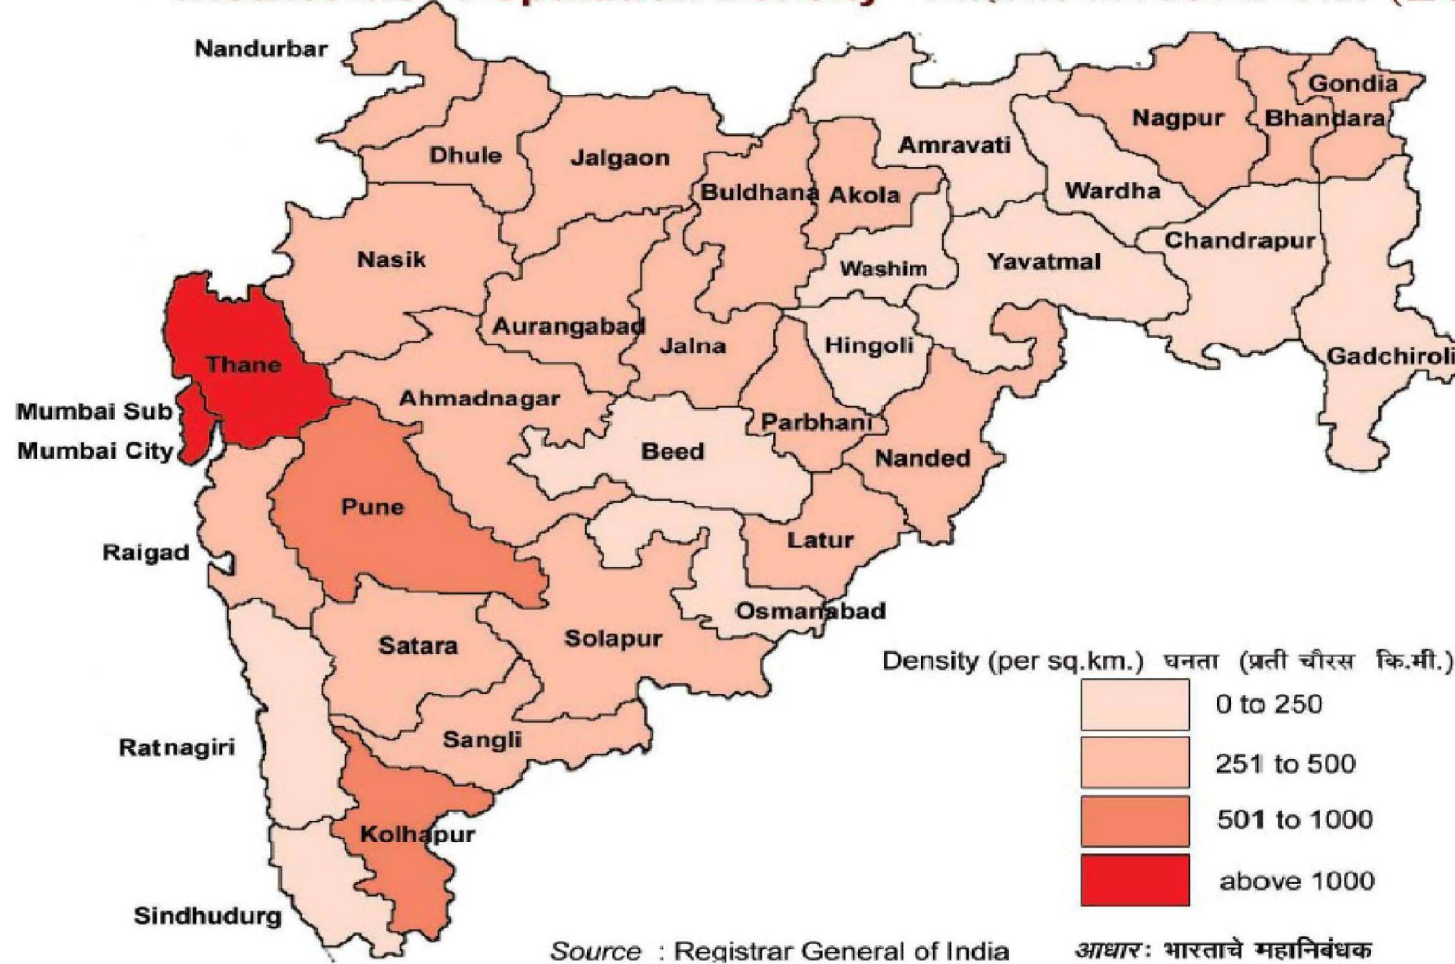 Nandurbar
Gondia
Nagpur
Bhandara
Amravati
Dhule
Jalgaon
Buldhana
Akola
Wardha
Chandrapur
Nasik
Washim
Yavatmal
Aurangabad
Jalna
Hingoli
Gadchiroli
Thane
Ahmadnagar
Mumbai Sub
Parbhani
Mumbai City
Beed
Nanded
Pune
Latur
Raigad
Osmanabad
Satara
Solapur
Density (per sq.km.) घनता (प्रती चौरस कि.मी.)
0 to 250
Ratnagiri
Sangli
251 to 500
501 to 1000
Kolhapur
above 1000
Sindhudurg
Source : Registrar General of India आधार: भारताचे महानिबंधक